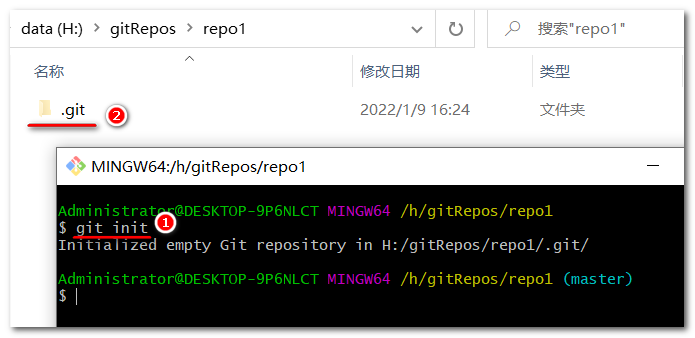 data (H:) > gitRepos > repo1 搜索"repo1"
名称 修改日期 类型
.git 2 2022/1/9 16:24 文件夹
MINGW64:/h/gitRepos/repo1
Administrator@DESKTOP-9P6NLCT MINGW64 /h/gitRepos/repo1
$ git init 1
Initialized empty Git repository in H:/gitRepos/repo1/.git/
Administrator@DESKTOP-9P6NLCT MINGW64 /h/gitRepos/repo1 (master)
$